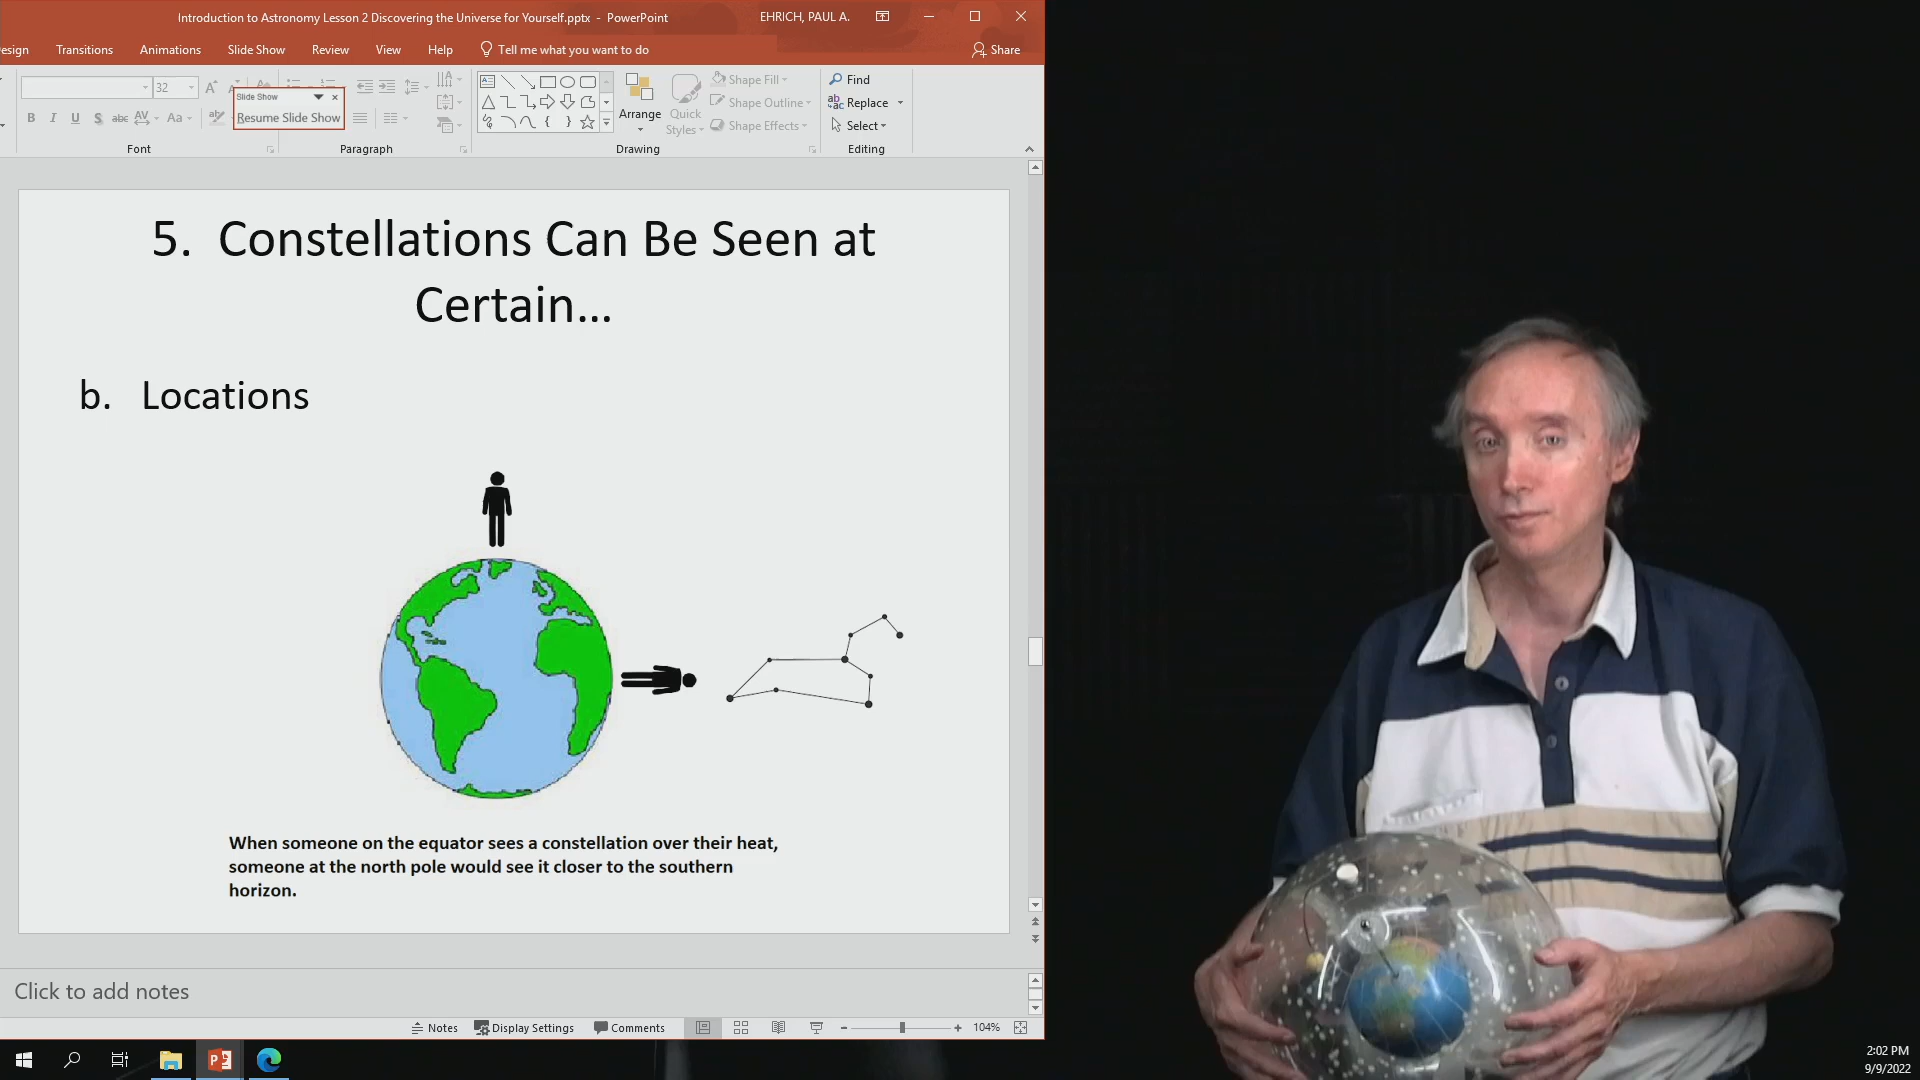 Introduction to Astronomy Lesson 2 Discovering the Universe for Yourself.pptx - PowerPoint
EHRICH, PAUL A.
esign Transitions Animations Slide Show Review View Help Tell me what you want to do Share
32
Slide Show
Resume Slide Show
B I U S abc AV Aa
Font
Paragraph
Arrange
Quick Styles
Shape Fill
Shape Outline
Shape Effects
Drawing
Find
Replace
Select
Editing
5. Constellations Can Be Seen at
Certain...
b. Locations
When someone on the equator sees a constellation over their heat,
someone at the north pole would see it closer to the southern
horizon.
Click to add notes
Notes Display Settings Comments 104%
2:02 PM
9/9/2022